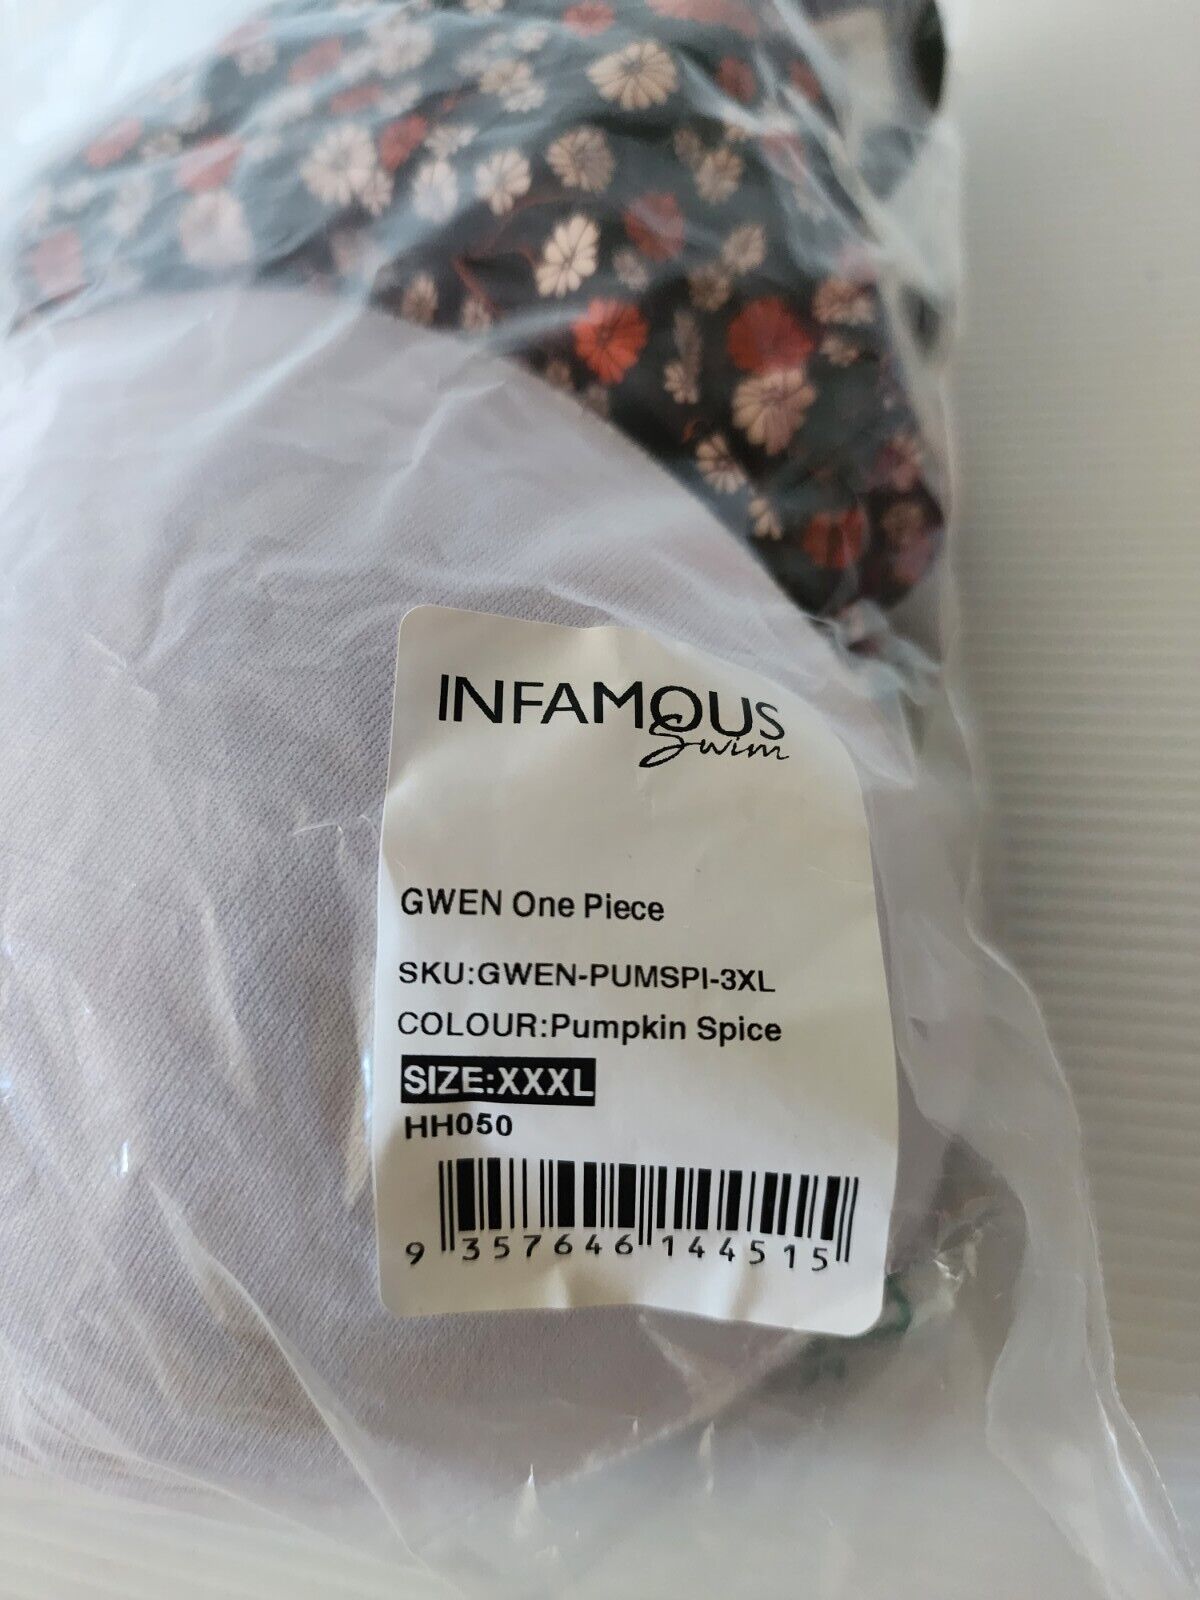 INFAMOUS
Swim
GWEN One Piece
SKU:GWEN-PUMSPI-3XL
COLOUR:Pumpkin Spice
SIZE:XXXL
HH050
9 357646 144515